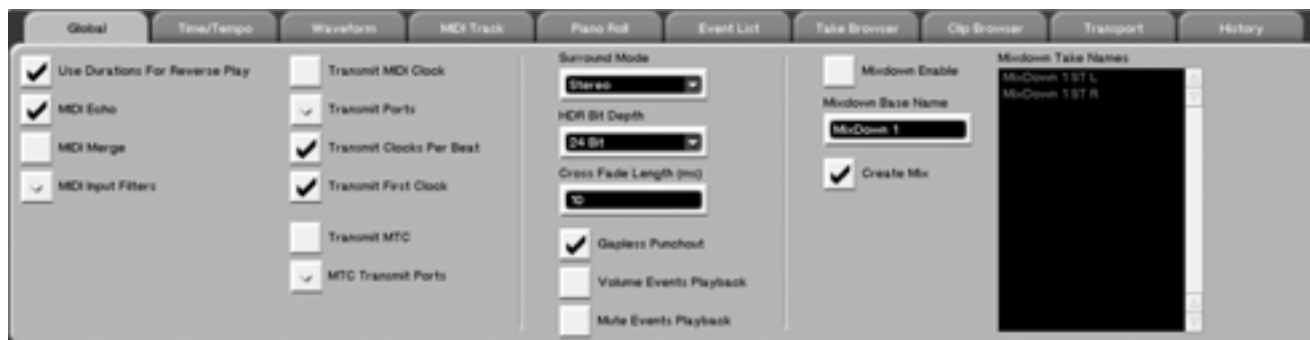 Global
Time/Tempo
Waveform
MIDI Track
Piano Roll
Event List
Take Browser
Clip Browser
Transport
History
Use Durations For Reverse Play
MIDI Echo
MIDI Merge
MIDI Input Filters
Transmit MIDI Clock
Transmit Ports
Transmit Clocks Per Beat
Transmit First Clock
Transmit MTC
MTC Transmit Ports
Surround Mode
Stereo
HDR Bit Depth
24 Bit
Cross Fade Length (ms)
10
Gapless Punchout
Volume Events Playback
Mute Events Playback
Mixdown Enable
Mixdown Base Name
MixDown 1
Create Mix
Mixdown Take Names
MixDown 1 ST L
MixDown 1 ST R